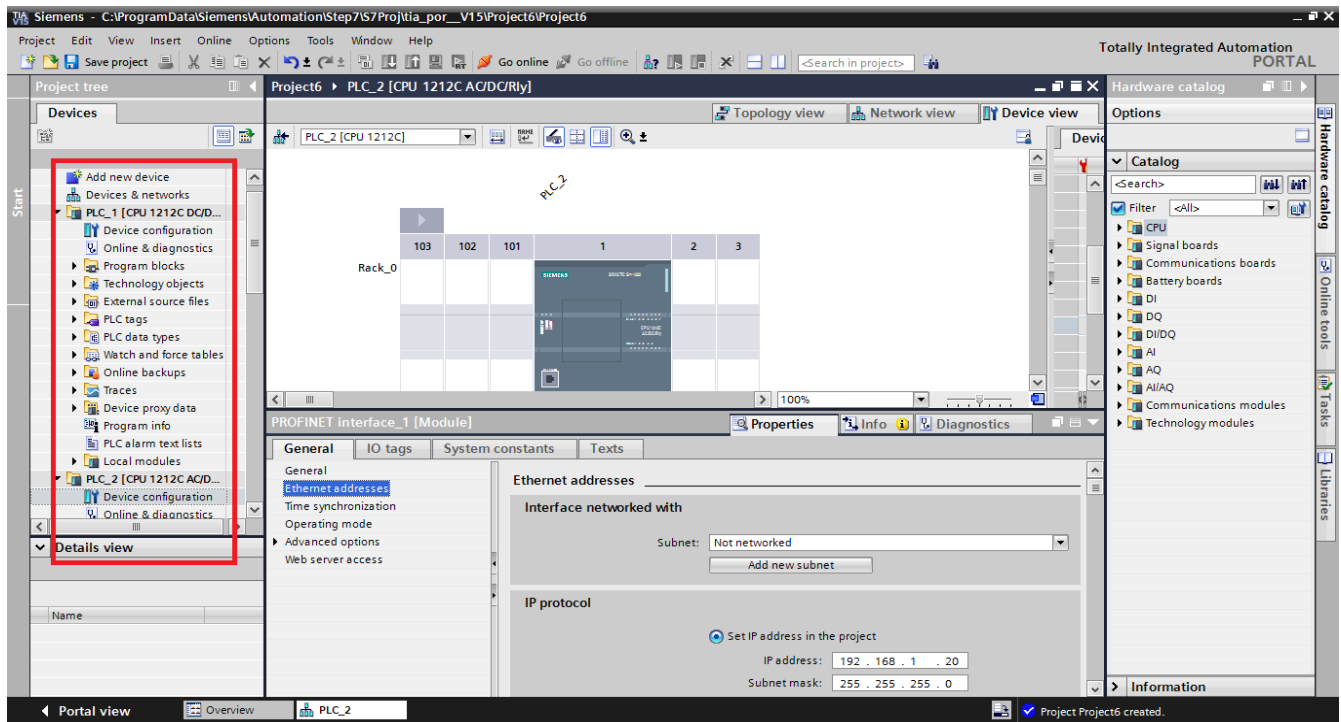 Siemens - C:\ProgramData\Siemens\Automation\Step7\S7Proj\tia_por__V15\Project6\Project6
Project Edit View Insert Online Options Tools Window Help
Totally Integrated Automation
PORTAL
Save project
Go online
Go offline
<Search in project>
Project tree
Devices
Start
Add new device
Devices & networks
PLC_1 [CPU 1212C DC/D...
Device configuration
Online & diagnostics
Program blocks
Technology objects
External source files
PLC tags
PLC data types
Watch and force tables
Online backups
Traces
Device proxy data
Program info
PLC alarm text lists
Local modules
PLC_2 [CPU 1212C AC/D...
Device configuration
Online & diagnostics
Details view
Name
Project6 PLC_2 [CPU 1212C AC/DC/Rly]
Topology view Network view Device view
PLC_2 [CPU 1212C]
Devic
PLC_2
103 102 101 1 2 3
Rack_0
SIEMENS
100%
PROFINET interface_1 [Module]
Properties Info Diagnostics
General IO tags System constants Texts
General
Ethernet addresses
Time synchronization
Operating mode
Advanced options
Web server access
Ethernet addresses
Interface networked with
Subnet: Not networked
Add new subnet
IP protocol
Set IP address in the project
IP address: 192 . 168 . 1 . 20
Subnet mask: 255 . 255 . 255 . 0
Hardware catalog
Options
Catalog
<Search>
Filter <All>
CPU
Signal boards
Communications boards
Battery boards
DI
DQ
DI/DQ
AI
AQ
AI/AQ
Communications modules
Technology modules
Information
Hardware catalog
Online tools
Tasks
Libraries
Portal view Overview PLC_2
Project Project6 created.